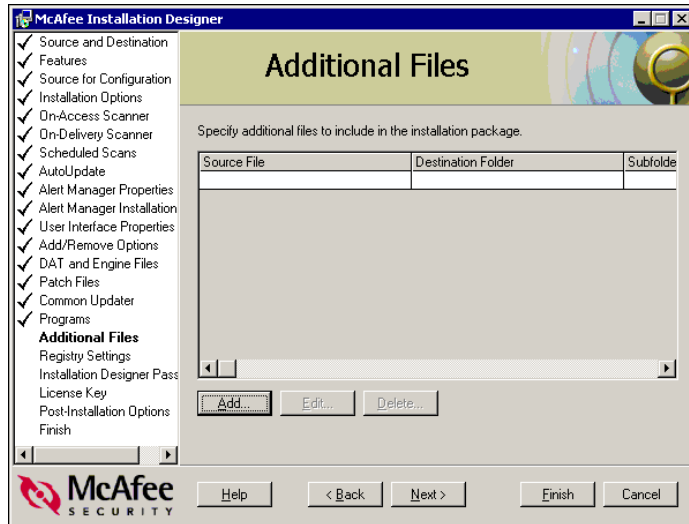 McAfee Installation Designer
Source and Destination
Features
Source for Configuration
Installation Options
On-Access Scanner
On-Delivery Scanner
Scheduled Scans
AutoUpdate
Alert Manager Properties
Alert Manager Installation
User Interface Properties
Add/Remove Options
DAT and Engine Files
Patch Files
Common Updater
Programs
Additional Files
Registry Settings
Installation Designer Pass
License Key
Post-Installation Options
Finish
Additional Files
Specify additional files to include in the installation package.
Source File Destination Folder Subfolde
Add... Edit... Delete...
McAfee
SECURITY
Help < Back Next > Finish Cancel